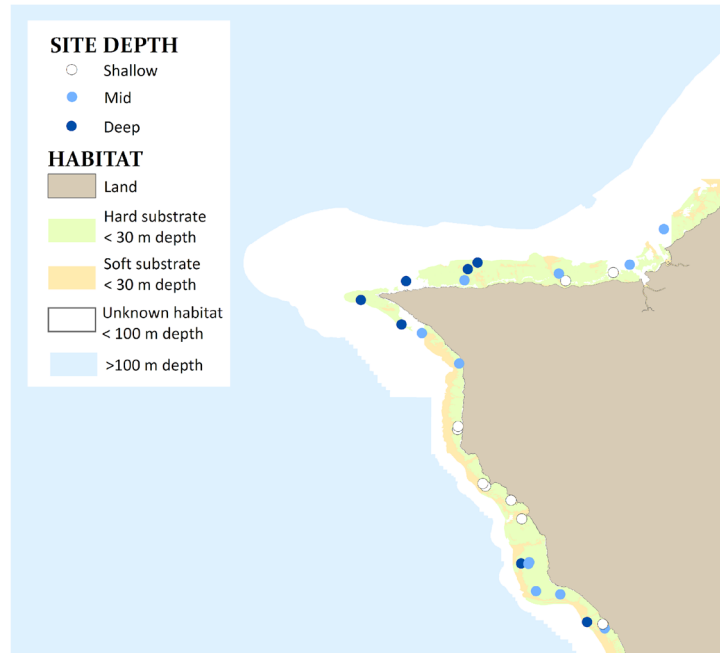 SITE DEPTH
Shallow
Mid
Deep
HABITAT
Land
Hard substrate
< 30 m depth
Soft substrate
< 30 m depth
Unknown habitat
< 100 m depth
>100 m depth